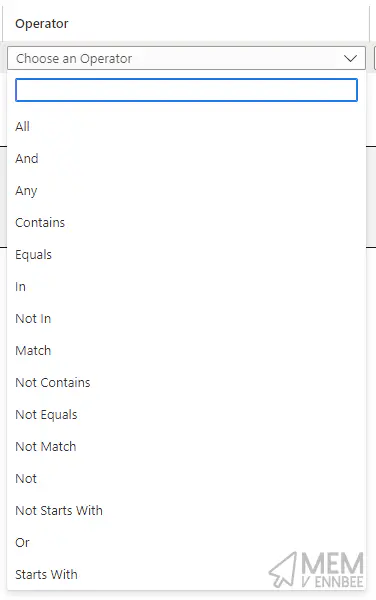 Operator
Choose an Operator
All
And
Any
Contains
Equals
In
Not In
Match
Not Contains
Not Equals
Not Match
Not
Not Starts With
Or
Starts With
MEM
V ENNBEE